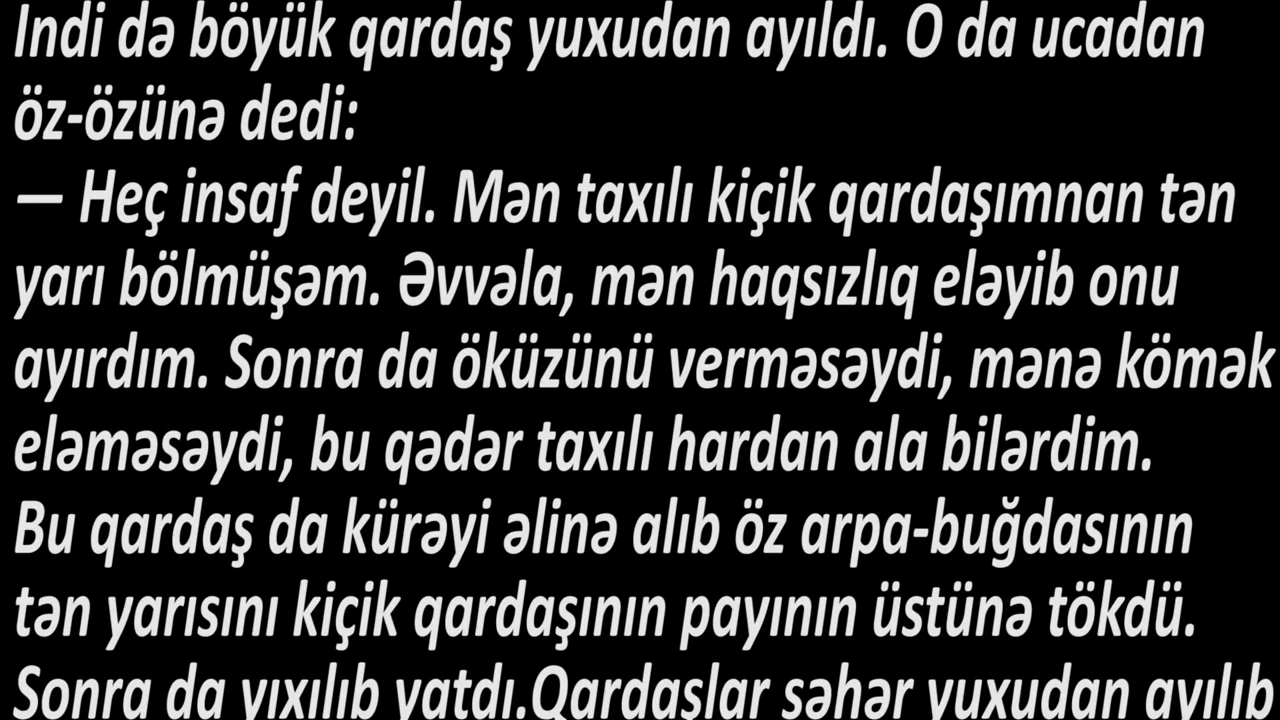 Indi də böyük qardaş yuxudan ayıldı. O da ucadan
öz-özünə dedi:
— Heç insaf deyil. Mən taxılı kiçik qardaşımnan tən
yarı bölmüşəm. Əvvəla, mən haqsızlıq eləyib onu
ayırdım. Sonra da öküzünü verməsəydi, mənə kömək
eləməsəydi, bu qədər taxılı hardan ala bilərdim.
Bu qardaş da kürəyi əlinə alıb öz arpa-buğdasının
tən yarısını kiçik qardaşının payının üstünə tökdü.
Sonra da yıxılıb yatdı.Qardaşlar səhər yuxudan ayılıb